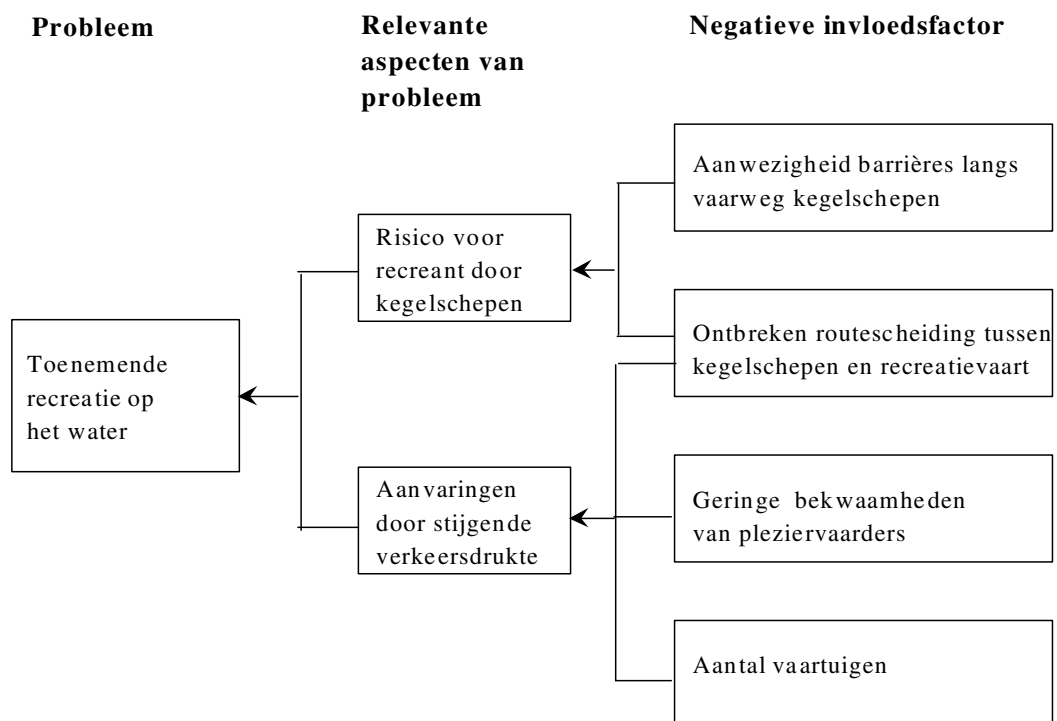 Probleem
Relevante
aspecten van
probleem
Negatieve invloedsfactor
Toenemende
recreatie op
het water
Risico voor
recreant door
kegelschepen
Aanvaringen
door stijgende
verkeersdrukte
Aanwezigheid barrières langs
vaarweg kegelschepen
Ontbreken routescheiding tussen
kegelschepen en recreatievaart
Geringe bekwaamheden
van pleziervaarders
Aantal vaartuigen